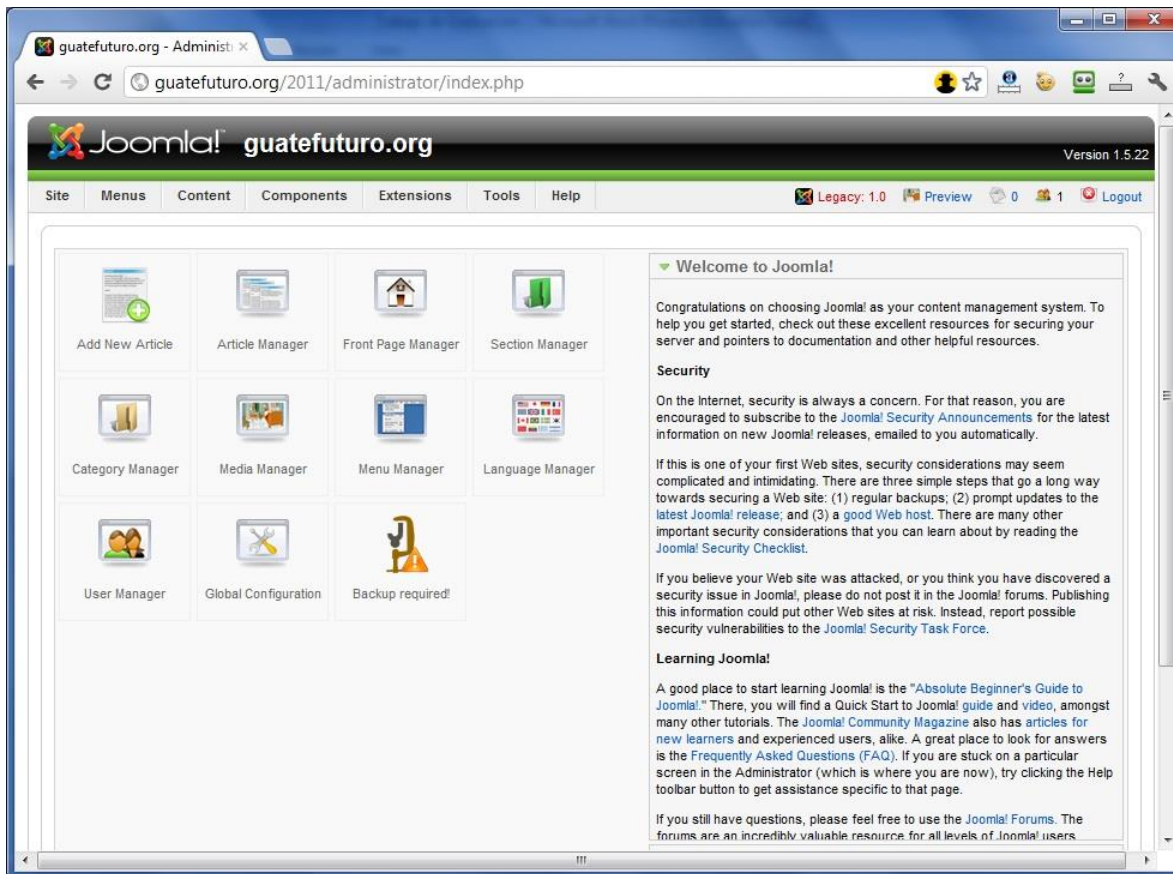 guatefuturo.org - Administ
guatefuturo.org/2011/administrator/index.php
Joomla! guatefuturo.org
Version 1.5.22
Site Menus Content Components Extensions Tools Help Legacy: 1.0 Preview 0 1 Logout
Add New Article Article Manager Front Page Manager Section Manager
Category Manager Media Manager Menu Manager Language Manager
User Manager Global Configuration Backup required!
Welcome to Joomla!
Congratulations on choosing Joomla! as your content management system. To
help you get started, check out these excellent resources for securing your
server and pointers to documentation and other helpful resources.
Security
On the Internet, security is always a concern. For that reason, you are
encouraged to subscribe to the Joomla! Security Announcements for the latest
information on new Joomla! releases, emailed to you automatically.
If this is one of your first Web sites, security considerations may seem
complicated and intimidating. There are three simple steps that go a long way
towards securing a Web site: (1) regular backups; (2) prompt updates to the
latest Joomla! release; and (3) a good Web host. There are many other
important security considerations that you can learn about by reading the
Joomla! Security Checklist.
If you believe your Web site was attacked, or you think you have discovered a
security issue in Joomla!, please do not post it in the Joomla! forums. Publishing
this information could put other Web sites at risk. Instead, report possible
security vulnerabilities to the Joomla! Security Task Force.
Learning Joomla!
A good place to start learning Joomla! is the "Absolute Beginner's Guide to
Joomla!." There, you will find a Quick Start to Joomla! guide and video, amongst
many other tutorials. The Joomla! Community Magazine also has articles for
new learners and experienced users, alike. A great place to look for answers
is the Frequently Asked Questions (FAQ). If you are stuck on a particular
screen in the Administrator (which is where you are now), try clicking the Help
toolbar button to get assistance specific to that page.
If you still have questions, please feel free to use the Joomla! Forums. The
forums are an incredibly valuable resource for all levels of Joomla! users